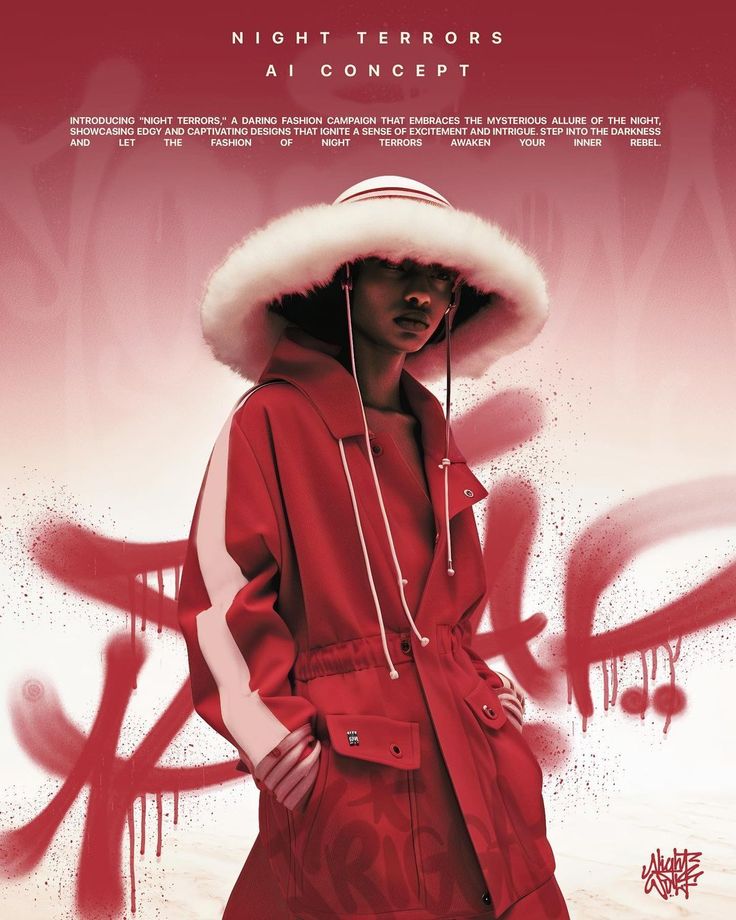 NIGHT TERRORS
AI CONCEPT
INTRODUCING "NIGHT TERRORS," A DARING FASHION CAMPAIGN THAT EMBRACES THE MYSTERIOUS ALLURE OF THE NIGHT,
SHOWCASING EDGY AND CAPTIVATING DESIGNS THAT IGNITE A SENSE OF EXCITEMENT AND INTRIGUE. STEP INTO THE DARKNESS
AND LET THE FASHION OF NIGHT TERRORS AWAKEN YOUR INNER REBEL.